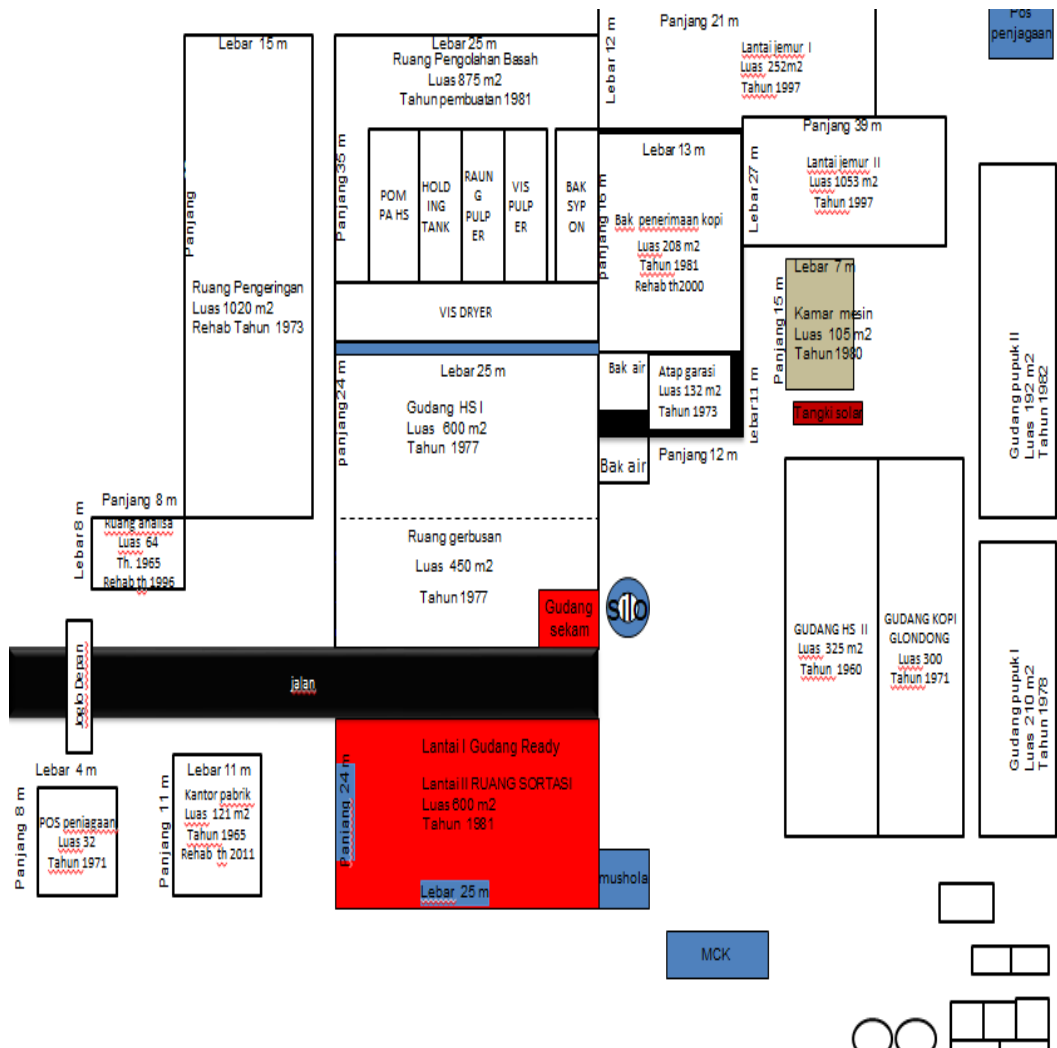 Lebar 15 m
Panjang
Ruang Pengeringan
Luas 1020 m2
Rehab Tahun 1973
Lebar 25 m
Ruang Pengolahan Basah
Luas 875 m2
Tahun pembuatan 1981
Panjang 35 m
POM
PA HS
HOLD
ING
TANK
RAUN
G
PULP
ER
VIS
PULP
ER
BAK
SYP
ON
VIS DRYER
Panjang 21 m
Lebar 12 m
Lantai jemur I
Luas 252m2
Tahun 1997
Pos
penjagaan
Lebar 13 m
panjang 16 m
Bak penerimaan kopi
Luas 208 m2
Tahun 1981
Rehab th2000
Panjang 39 m
Lebar 27 m
Lantai jemur II
Luas 1053 m2
Tahun 1997
Lebar 7 m
Panjang 15 m
Kamar mesin
Luas 105 m2
Tahun 1980
Tangki solar
Gudang pupuk II
Luas 192 m2
Tahun 1982
Lebar 25 m
panjang 24 m
Gudang HS I
Luas 600 m2
Tahun 1977
Bak air
Atap garasi
Luas 132 m2
Tahun 1973
Lebar 11 m
Panjang 12 m
Bak air
Panjang 8 m
Lebar 8 m
Ruang analisa
Luas 64
Th. 1965
Rehab th 1996
Ruang gerbusan
Luas 450 m2
Tahun 1977
Gudang
sekam
SILO
GUDANG HS II
Luas 325 m2
Tahun 1960
GUDANG KOPI
GLONDONG
Luas 300
Tahun 1971
Gudang pupuk I
Luas 210 m2
Tahun 1978
Joglo Depan
jalan
Lebar 4 m
Panjang 8 m
POS penjagaan
Luas 32
Tahun 1971
Lebar 11 m
Panjang 11 m
Kantor pabrik
Luas 121 m2
Tahun 1965
Rehab th 2011
Panjang 24 m
Lantai I Gudang Ready
Lantai II RUANG SORTASI
Luas 600 m2
Tahun 1981
Lebar 25 m
mushola
MCK